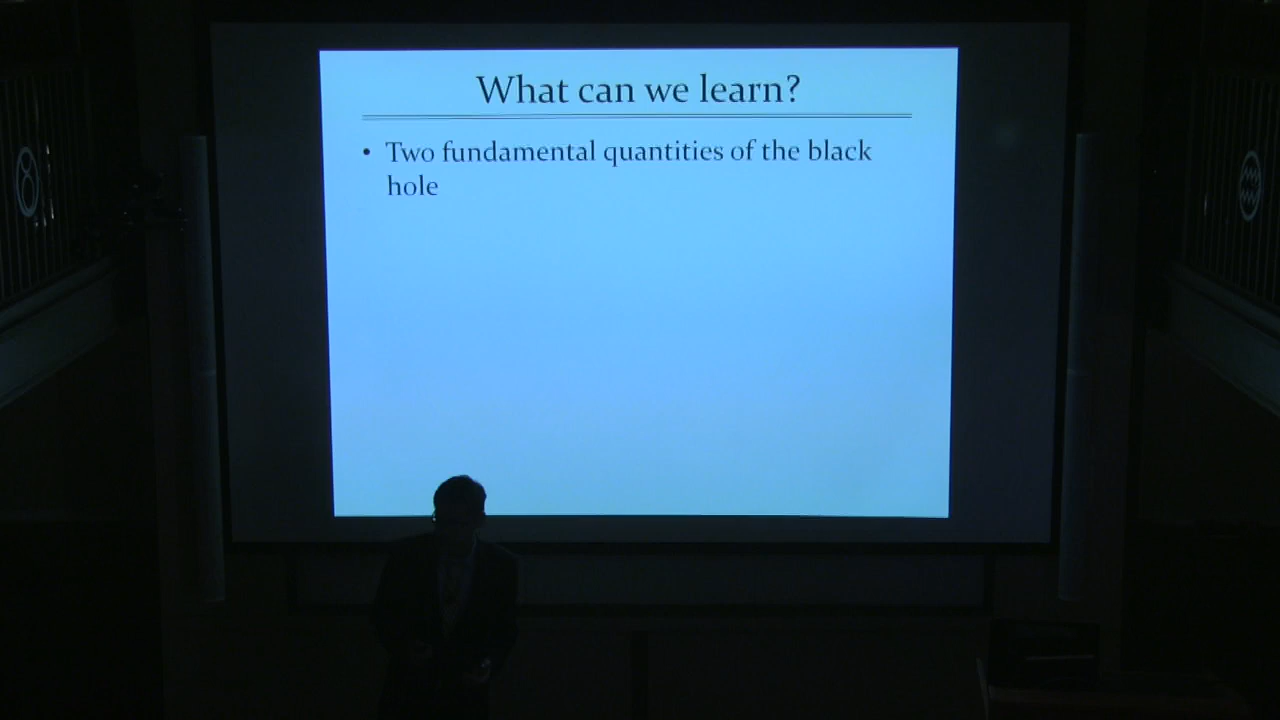 What can we learn?
• Two fundamental quantities of the black
hole